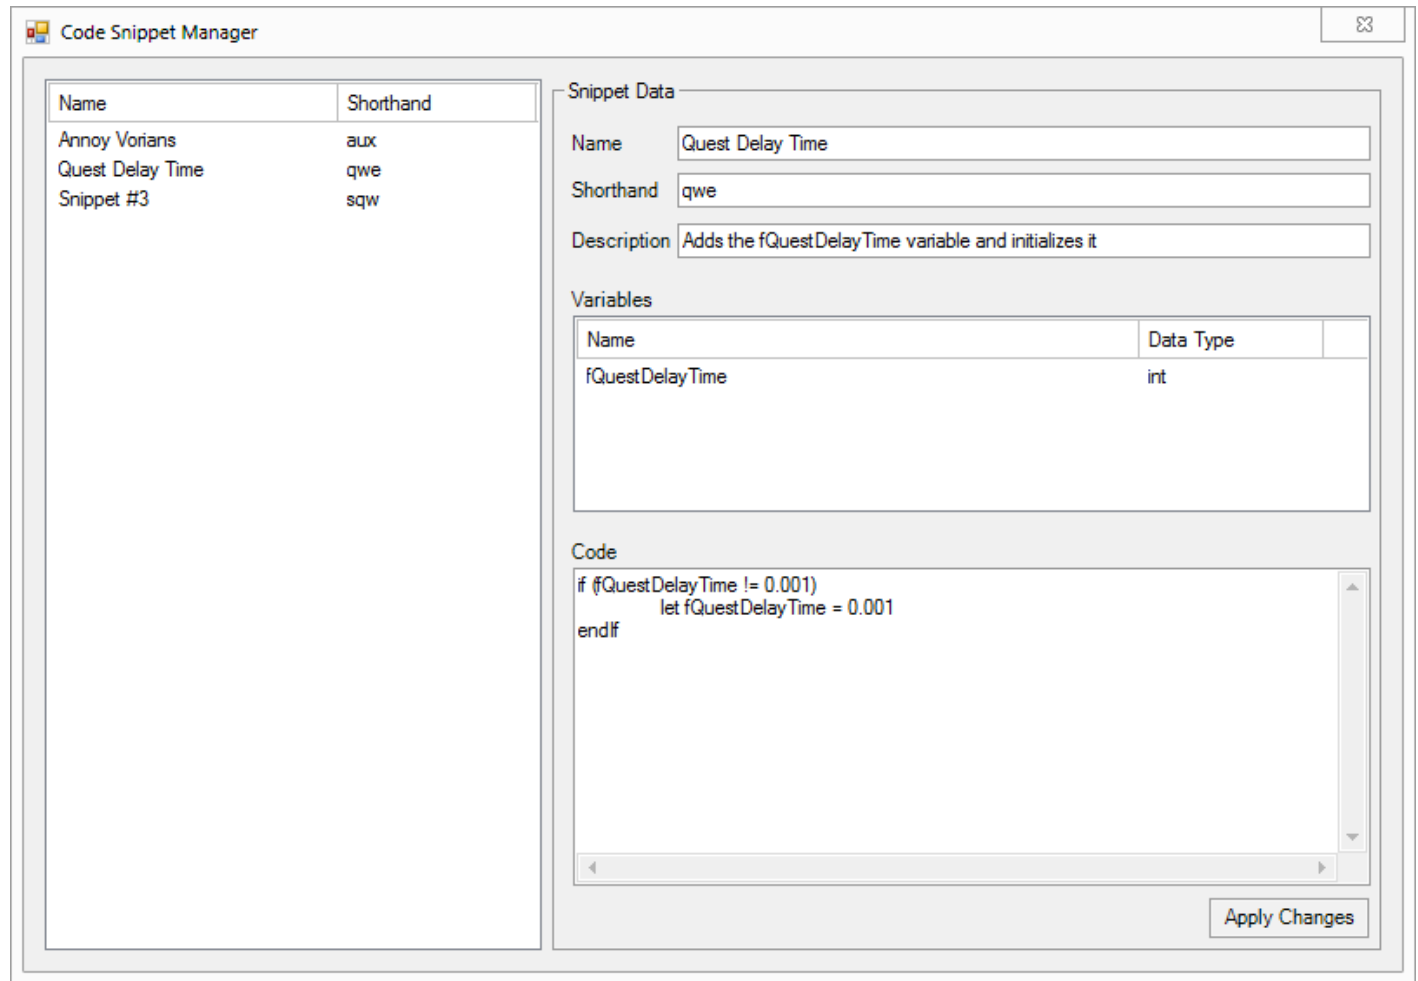 Code Snippet Manager
Name Shorthand
Annoy Vorians aux
Quest Delay Time qwe
Snippet #3 sqw
Snippet Data
Name Quest Delay Time
Shorthand qwe
Description Adds the fQuestDelayTime variable and initializes it
Variables
Name Data Type
fQuestDelayTime int
Code
if (fQuestDelayTime != 0.001)
let fQuestDelayTime = 0.001
endIf
Apply Changes